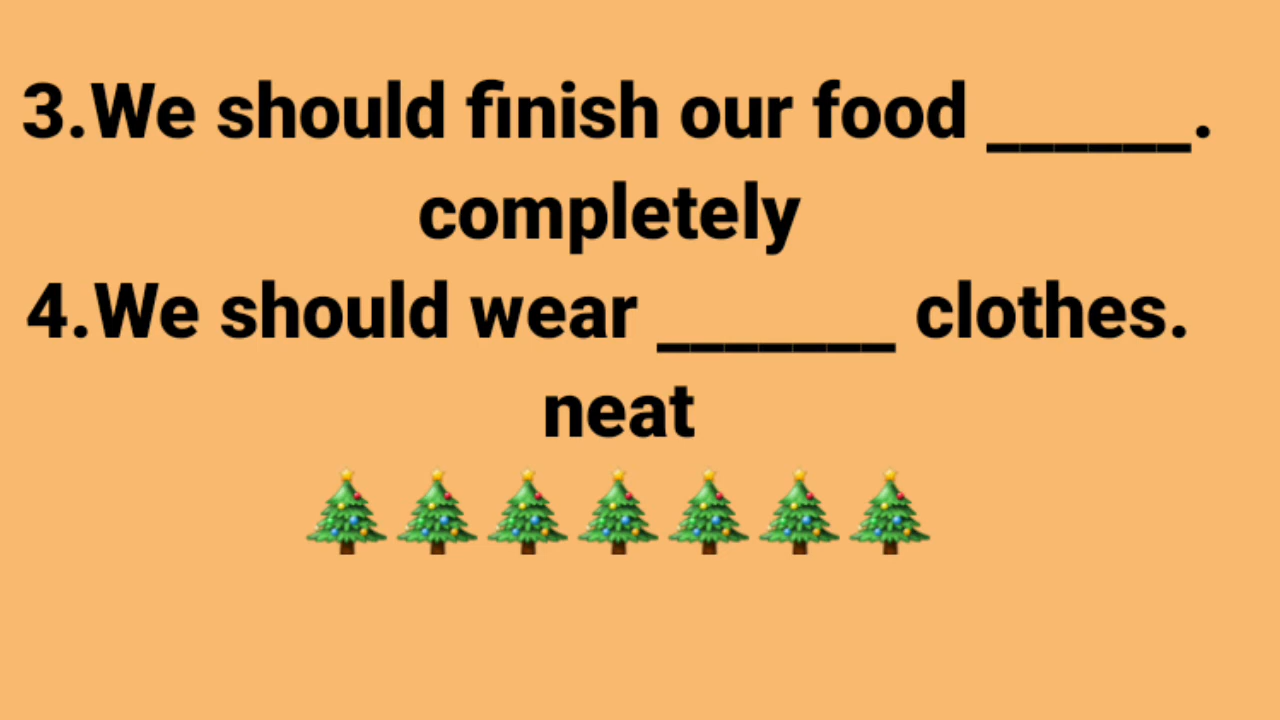 3.We should finish our food ______.
completely
4.We should wear _______ clothes.
neat